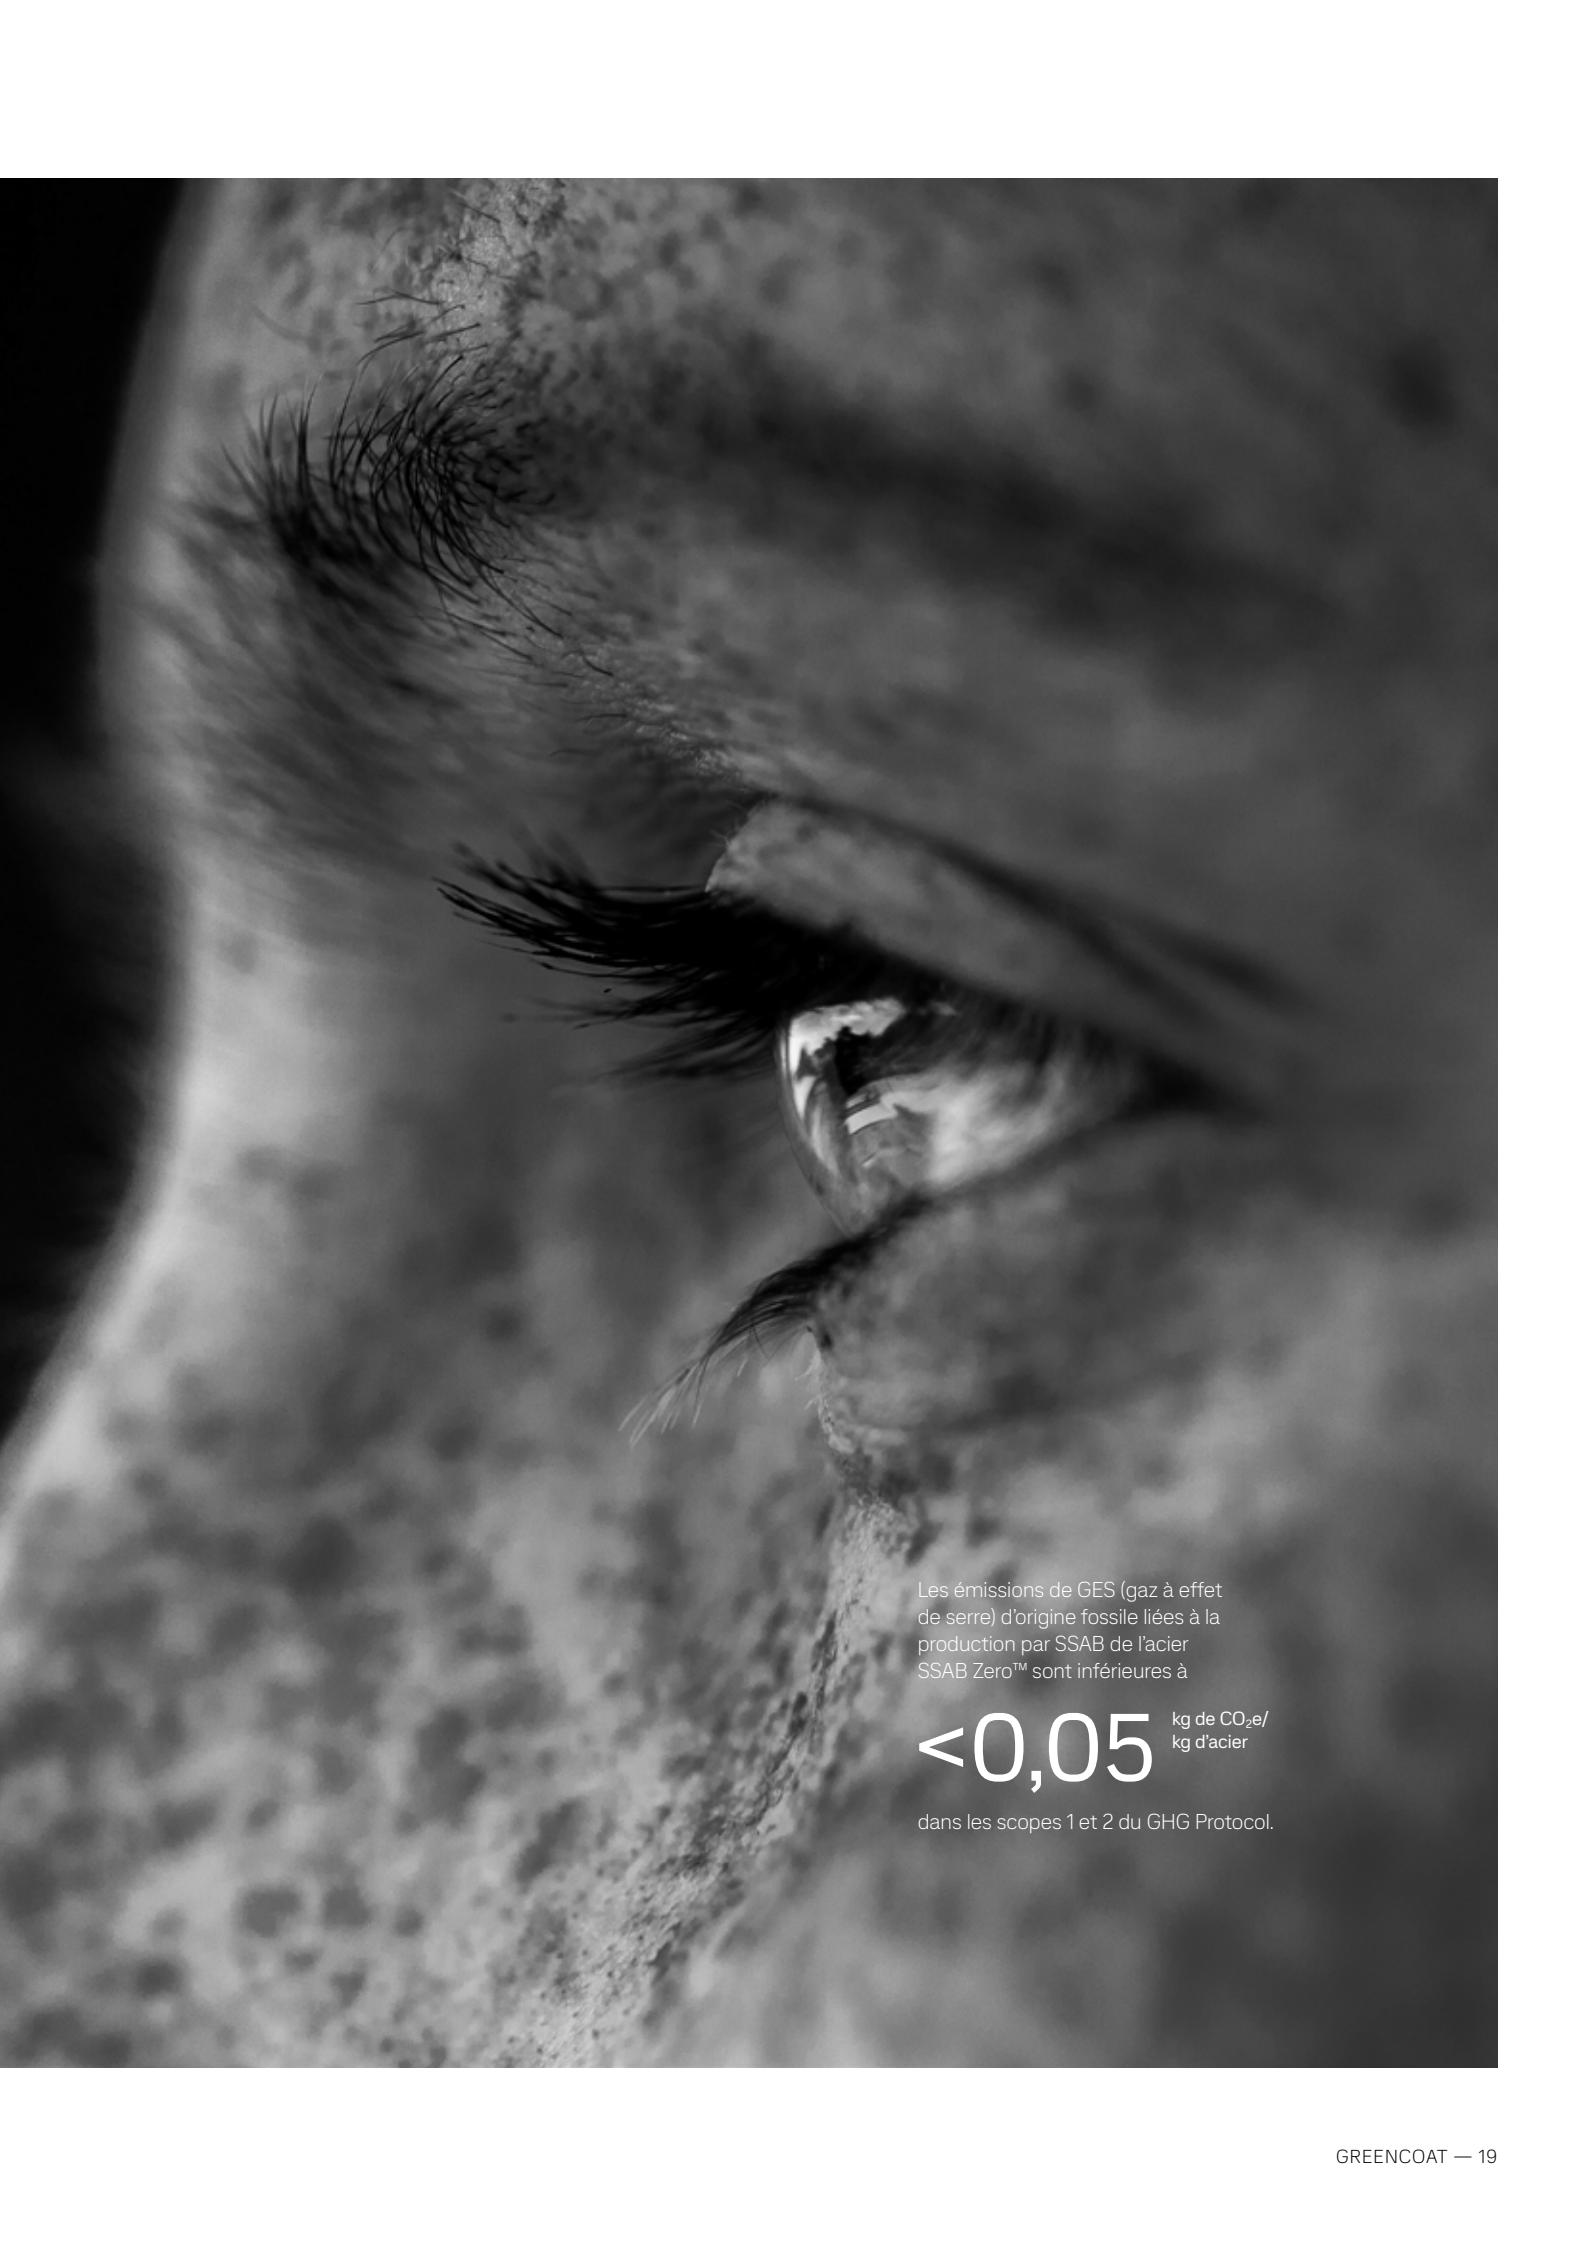 Les émissions de GES (gaz à effet
de serre) d’origine fossile liées à la
production par SSAB de l’acier
SSAB Zero™ sont inférieures à
<0,05 kg de CO₂e/
kg d’acier
dans les scopes 1 et 2 du GHG Protocol.
GREENCOAT — 19